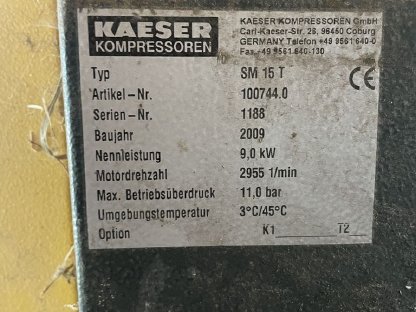 KAESER
KOMPRESSOREN
KAESER KOMPRESSOREN GmbH
Carl-Kaeser-Str. 26, 96450 Coburg
GERMANY Telefon +49 9561 640-0
Fax +49 9561 640-130
Typ SM 15 T CE
Artikel-Nr. 100744.0
Serien-Nr. 1188
Baujahr 2009
Nennleistung 9,0 kW
Motordrehzahl 2955 1/min
Max. Betriebsüberdruck 11,0 bar
Umgebungstemperatur 3°C/45°C
Option K1 T2